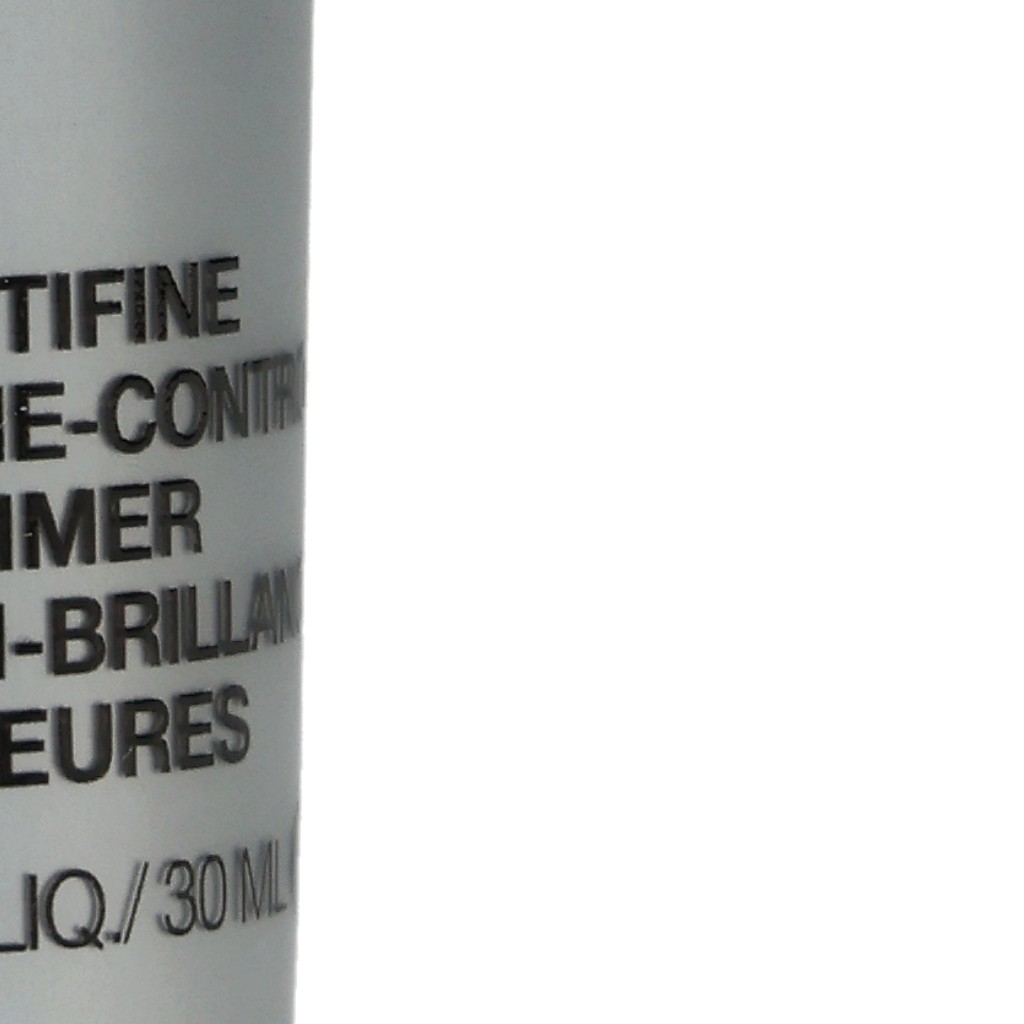 TIFINE
IE-CONTR
IMER
I-BRILLAN
EURES
LIQ./ 30 ML